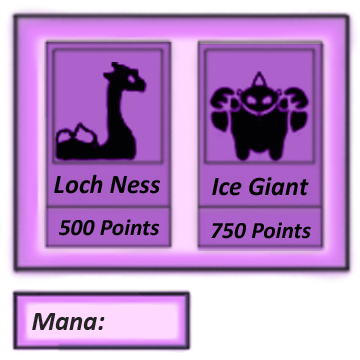 Loch Ness
Ice Giant
500 Points
750 Points
Mana: